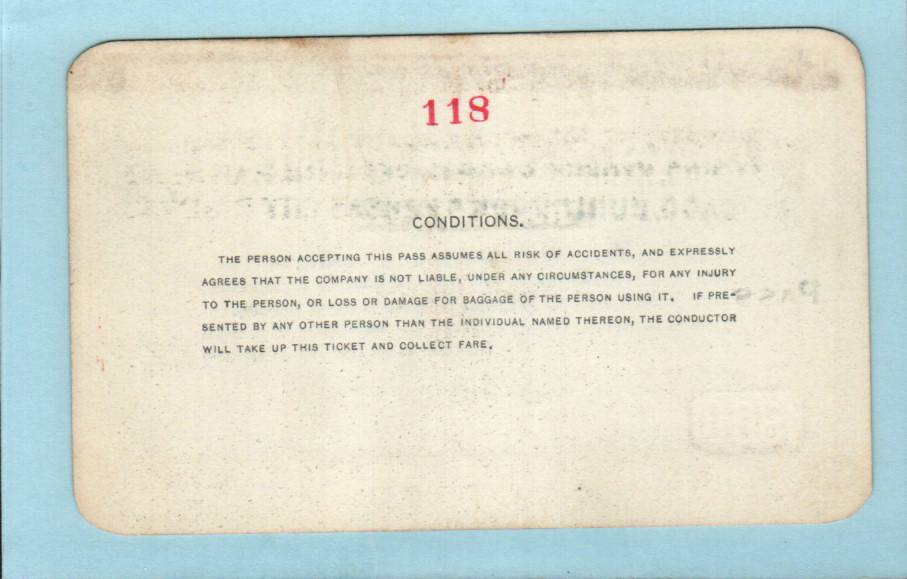 118
CONDITIONS.
THE PERSON ACCEPTING THIS PASS ASSUMES ALL RISK OF ACCIDENTS, AND EXPRESSLY
AGREES THAT THE COMPANY IS NOT LIABLE, UNDER ANY CIRCUMSTANCES, FOR ANY INJURY
TO THE PERSON, OR LOSS OR DAMAGE FOR BAGGAGE OF THE PERSON USING IT. IF PRE-
SENTED BY ANY OTHER PERSON THAN THE INDIVIDUAL NAMED THEREON, THE CONDUCTOR
WILL TAKE UP THIS TICKET AND COLLECT FARE.